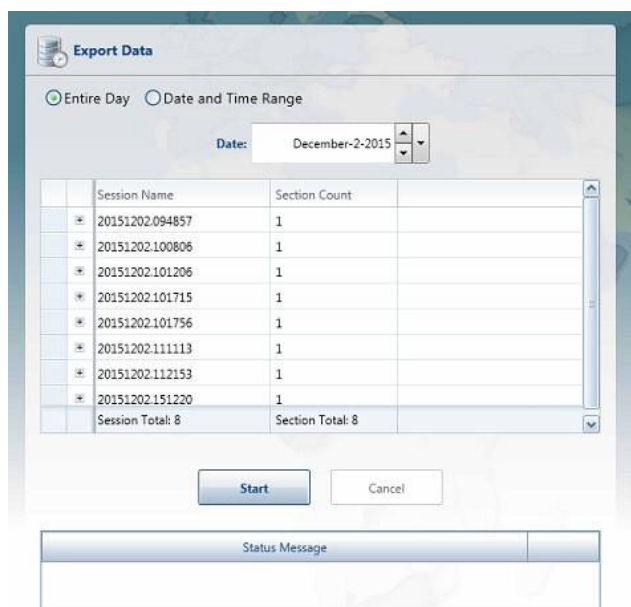 Export Data
Entire Day Date and Time Range
Date: December-2-2015
Session Name Section Count
20151202.094857 1
20151202.100806 1
20151202.101206 1
20151202.101715 1
20151202.101756 1
20151202.111113 1
20151202.112153 1
20151202.151220 1
Session Total: 8 Section Total: 8
Start Cancel
Status Message